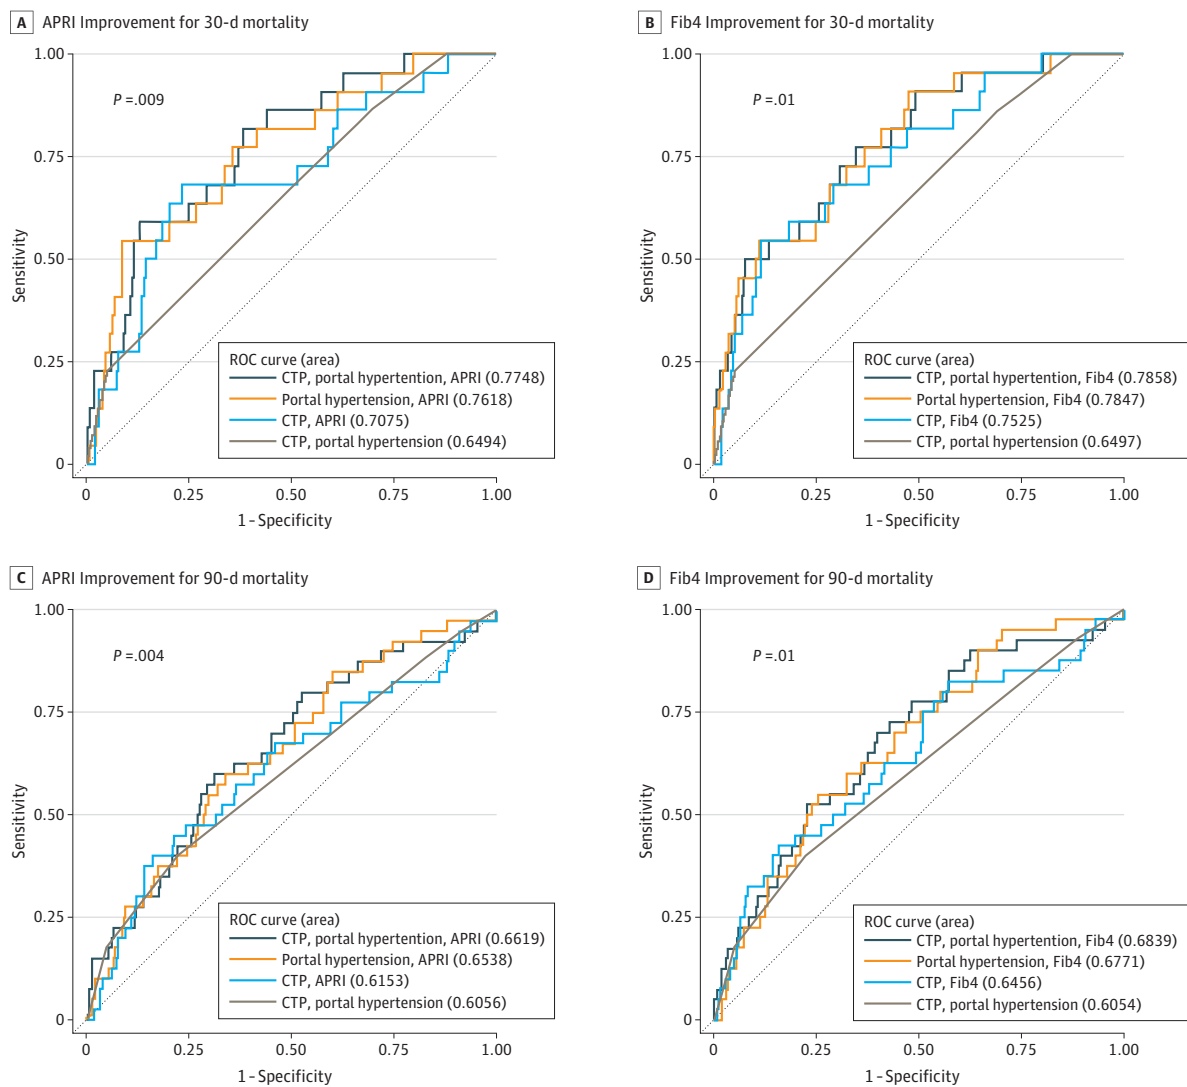 A APRI Improvement for 30-d mortality
1.00
0.75
0.50
0.25
0
Sensitivity
P =.009
ROC curve (area)
CTP, portal hypertention, APRI (0.7748)
Portal hypertension, APRI (0.7618)
CTP, APRI (0.7075)
CTP, portal hypertension (0.6494)
0 0.25 0.50 0.75 1.00
1 - Specificity
B Fib4 Improvement for 30-d mortality
1.00
0.75
0.50
0.25
0
Sensitivity
P =.01
ROC curve (area)
CTP, portal hypertention, Fib4 (0.7858)
Portal hypertension, Fib4 (0.7847)
CTP, Fib4 (0.7525)
CTP, portal hypertension (0.6497)
0 0.25 0.50 0.75 1.00
1 - Specificity
C APRI Improvement for 90-d mortality
1.00
0.75
0.50
0.25
0
Sensitivity
P =.004
ROC curve (area)
CTP, portal hypertention, APRI (0.6619)
Portal hypertension, APRI (0.6538)
CTP, APRI (0.6153)
CTP, portal hypertension (0.6056)
0 0.25 0.50 0.75 1.00
1 - Specificity
D Fib4 Improvement for 90-d mortality
1.00
0.75
0.50
0.25
0
Sensitivity
P =.01
ROC curve (area)
CTP, portal hypertention, Fib4 (0.6839)
Portal hypertension, Fib4 (0.6771)
CTP, Fib4 (0.6456)
CTP, portal hypertension (0.6054)
0 0.25 0.50 0.75 1.00
1 - Specificity